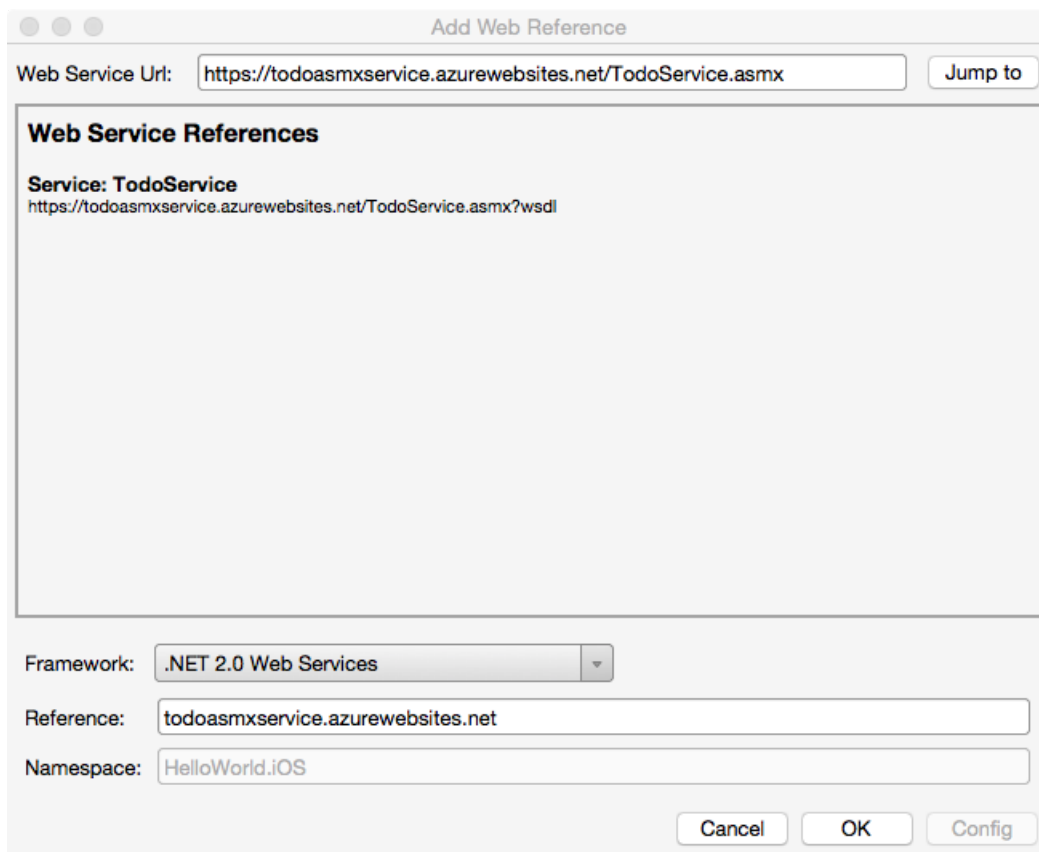 Add Web Reference
Web Service Url: https://todoasmxservice.azurewebsites.net/TodoService.asmx Jump to
Web Service References
Service: TodoService
https://todoasmxservice.azurewebsites.net/TodoService.asmx?wsdl
Framework: .NET 2.0 Web Services
Reference: todoasmxservice.azurewebsites.net
Namespace: HelloWorld.iOS
Cancel OK Config